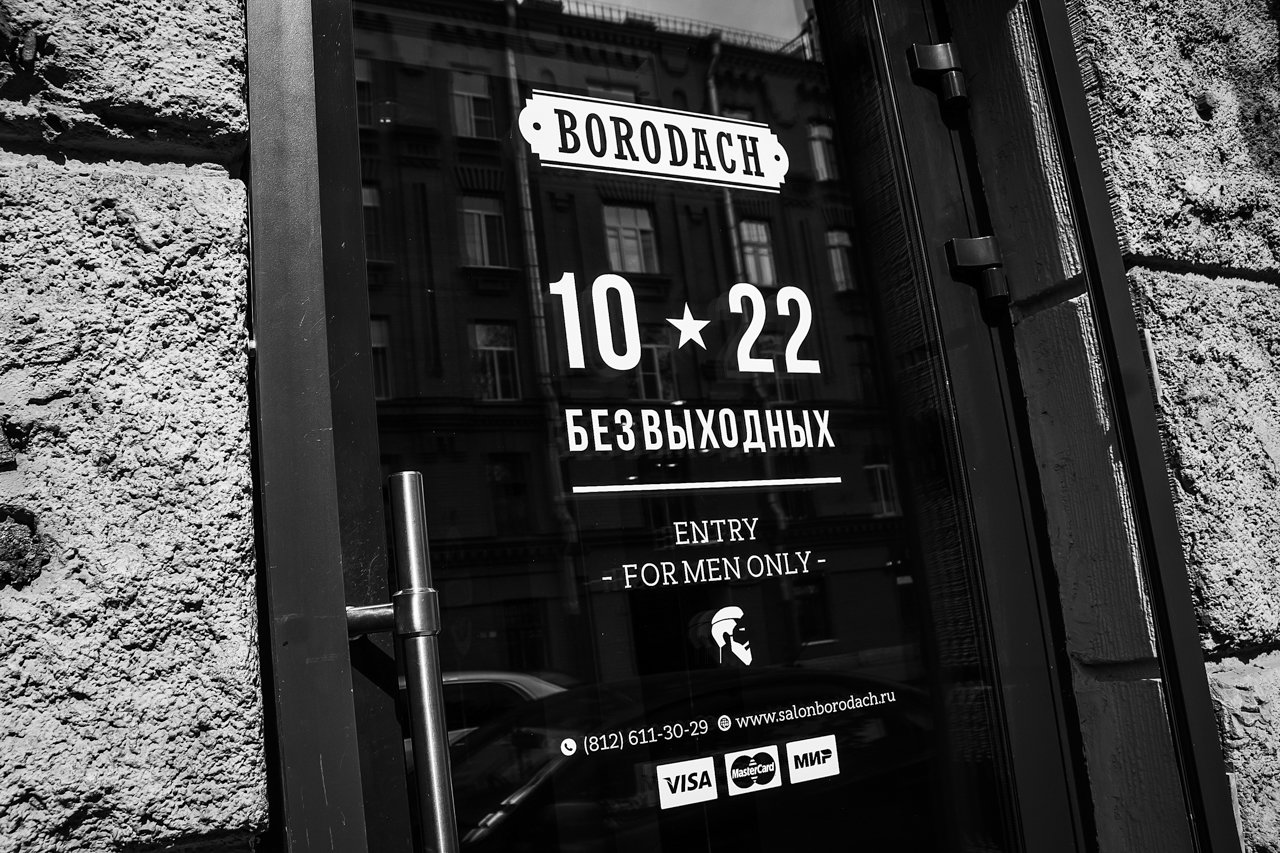 BORODACH
10 ★ 22
БЕЗ ВЫХОДНЫХ
ENTRY
- FOR MEN ONLY -
(812) 611-30-29 www.salonborodach.ru
VISA MasterCard МИР